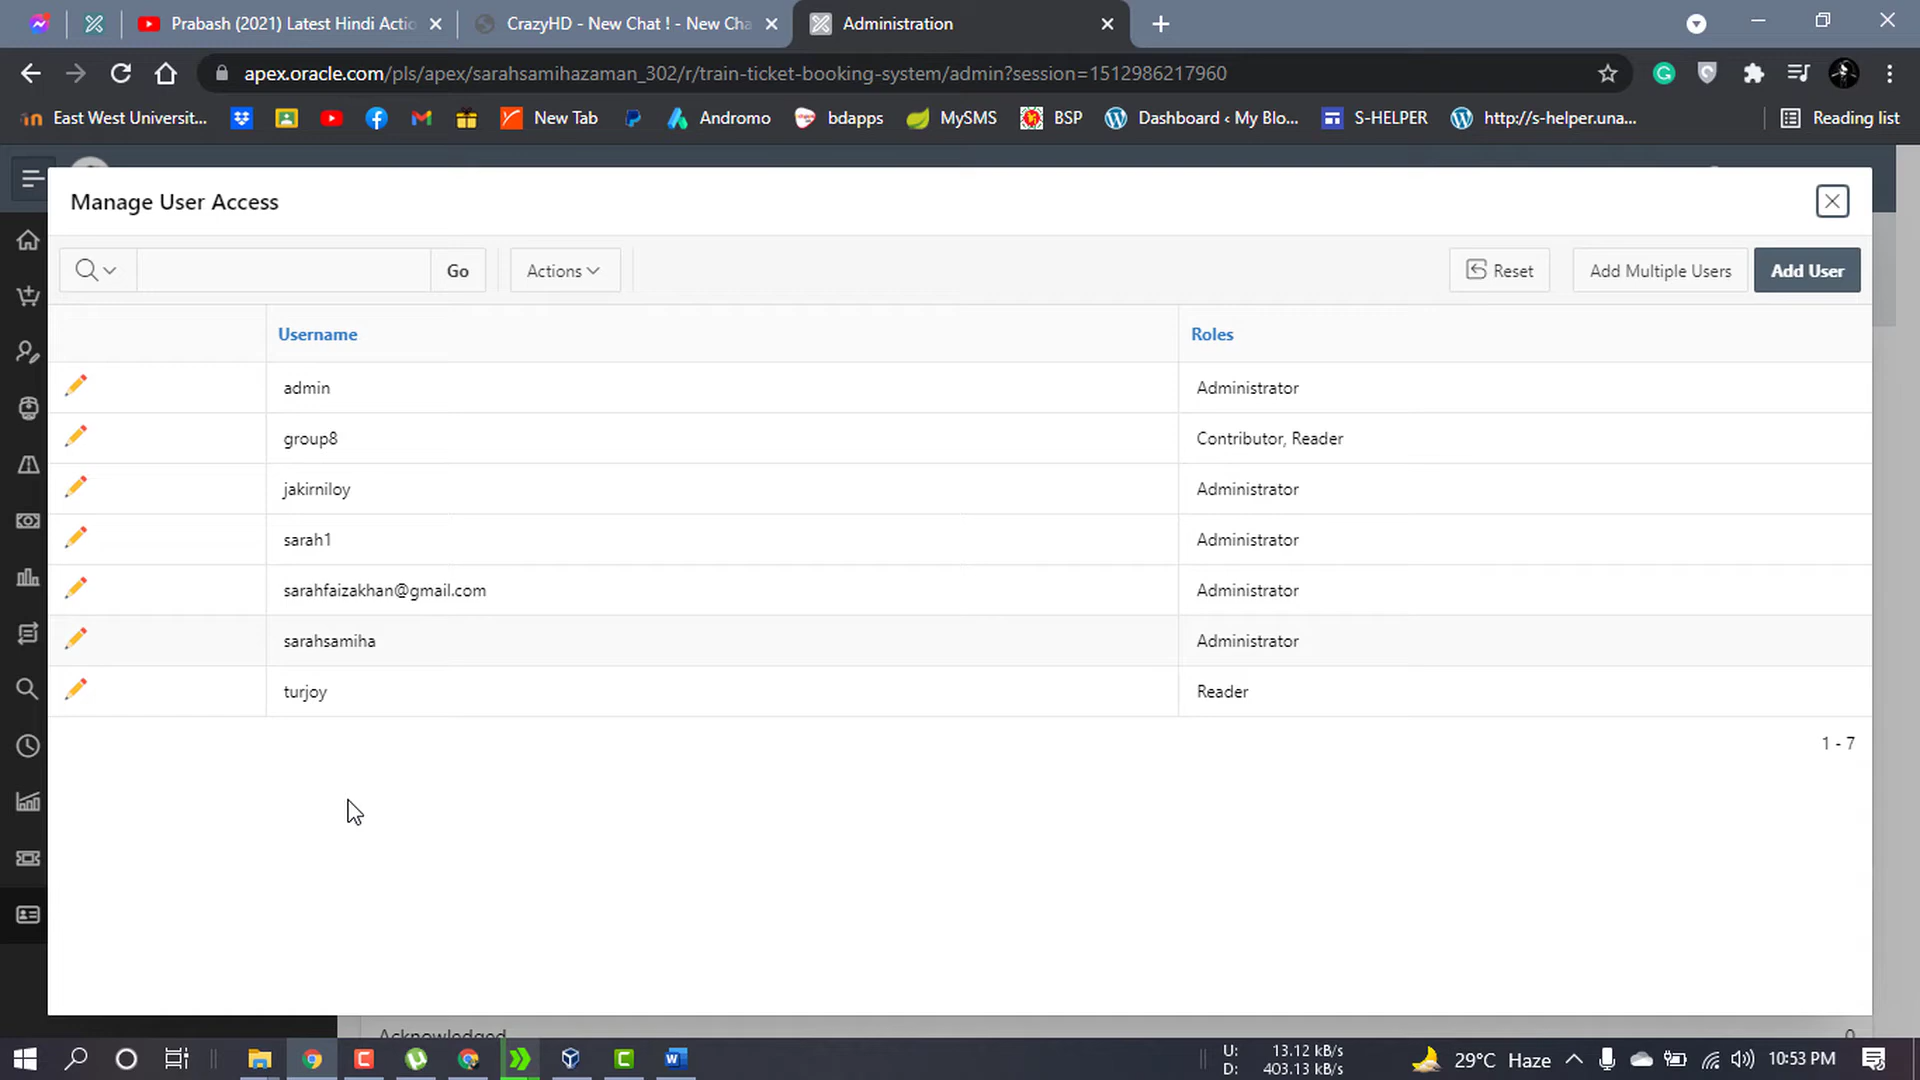 Prabash (2021) Latest Hindi Actic
CrazyHD - New Chat ! - New Cha
Administration
apex.oracle.com/pls/apex/sarahsamihazaman_302/r/train-ticket-booking-system/admin?session=1512986217960
East West Universit...
New Tab
Andromo
bdapps
MySMS
BSP
Dashboard ‹ My Blo...
S-HELPER
http://s-helper.una...
Reading list
Manage User Access
Go
Actions
Reset
Add Multiple Users
Add User
Username
Roles
admin
Administrator
group8
Contributor, Reader
jakirniloy
Administrator
sarah1
Administrator
sarahfaizakhan@gmail.com
Administrator
sarahsamiha
Administrator
turjoy
Reader
1 - 7
Acknowledged
0
U: 13.12 kB/s
D: 403.13 kB/s
29°C Haze
10:53 PM